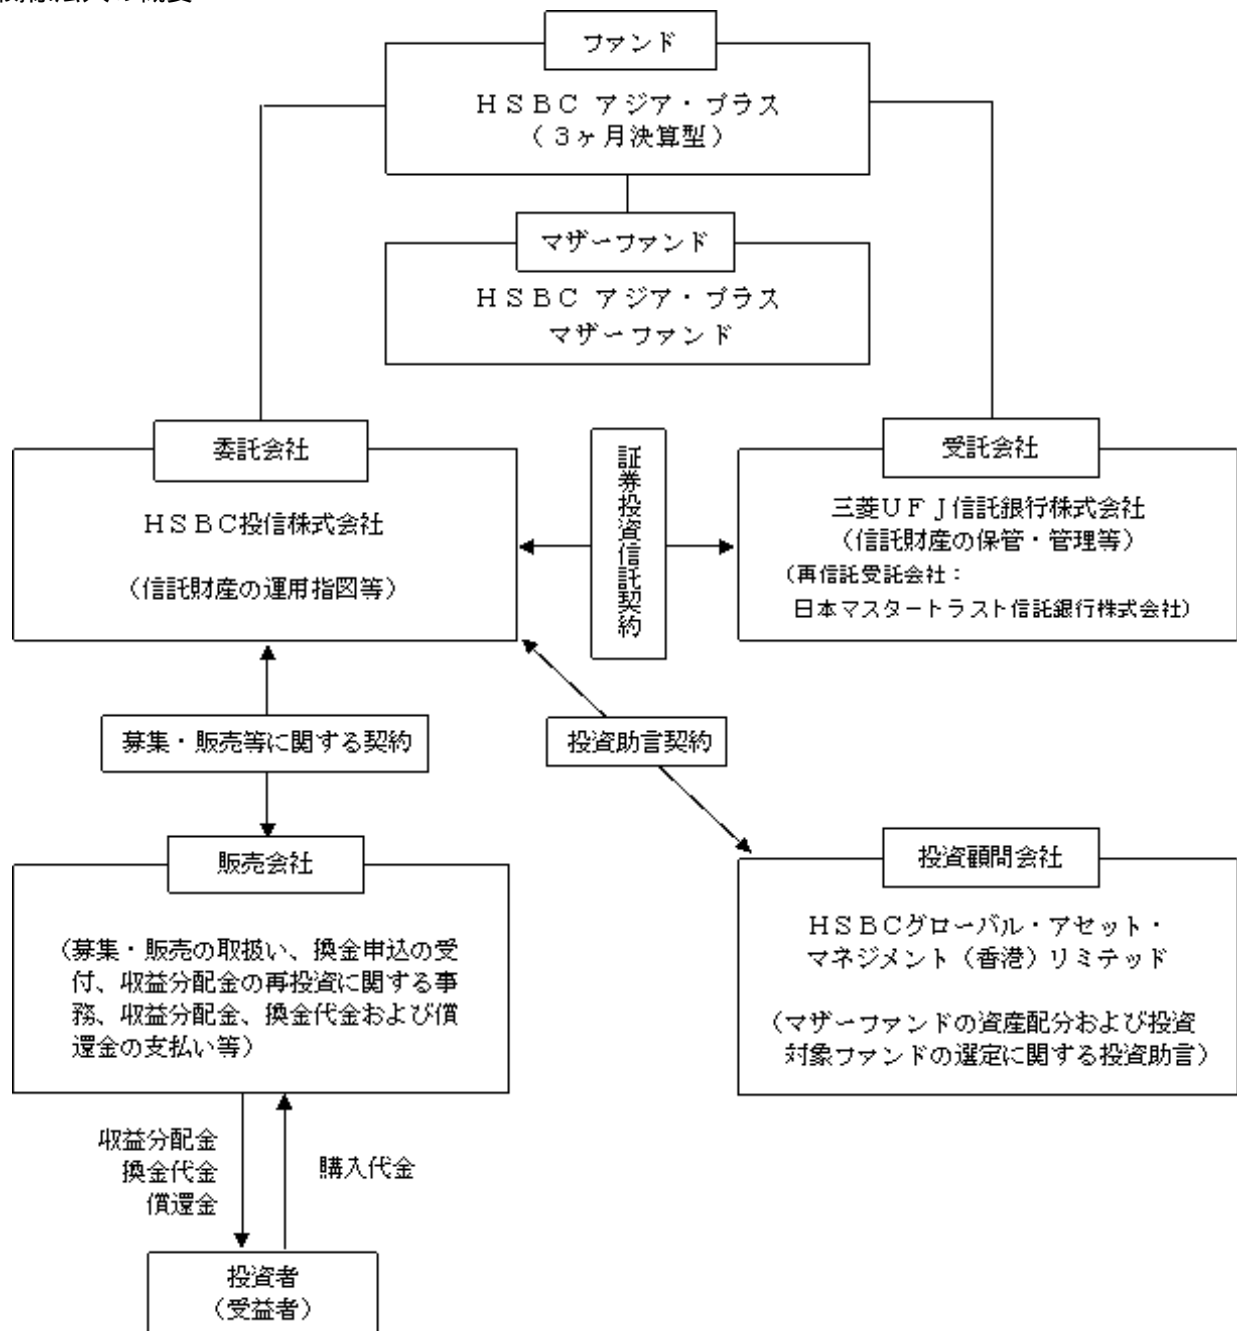 ファンド
ＨＳＢＣ アジア・プラス
（３ヶ月決算型）
マザーファンド
ＨＳＢＣ アジア・プラス
マザーファンド
委託会社
ＨＳＢＣ投信株式会社
（信託財産の運用指図等）
証券投資信託契約
受託会社
三菱ＵＦＪ信託銀行株式会社
（信託財産の保管・管理等）
（再信託受託会社：
日本マスタートラスト信託銀行株式会社）
募集・販売等に関する契約
投資助言契約
販売会社
（募集・販売の取扱い、換金申込の受
付、収益分配金の再投資に関する事
務、収益分配金、換金代金および償
還金の支払い等）
投資顧問会社
ＨＳＢＣグローバル・アセット・
マネジメント（香港）リミテッド
（マザーファンドの資産配分および投資
対象ファンドの選定に関する投資助言）
収益分配金
換金代金
償還金
購入代金
投資者
（受益者）